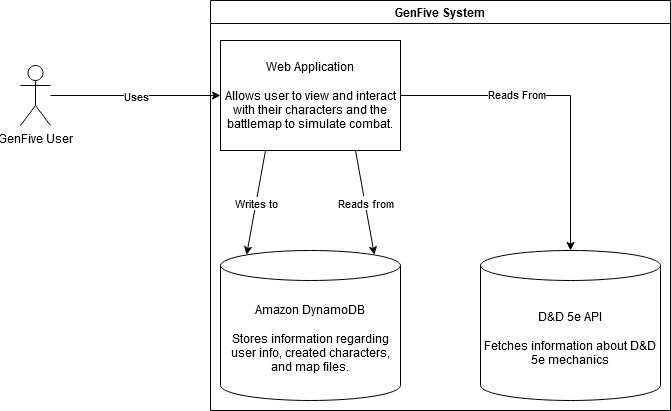 GenFive System
Web Application
Allows user to view and interact
with their characters and the
battlemap to simulate combat.
Uses
Reads From
GenFive User
Writes to
Reads from
Amazon DynamoDB
Stores information regarding
user info, created characters,
and map files.
D&D 5e API
Fetches information about D&D
5e mechanics